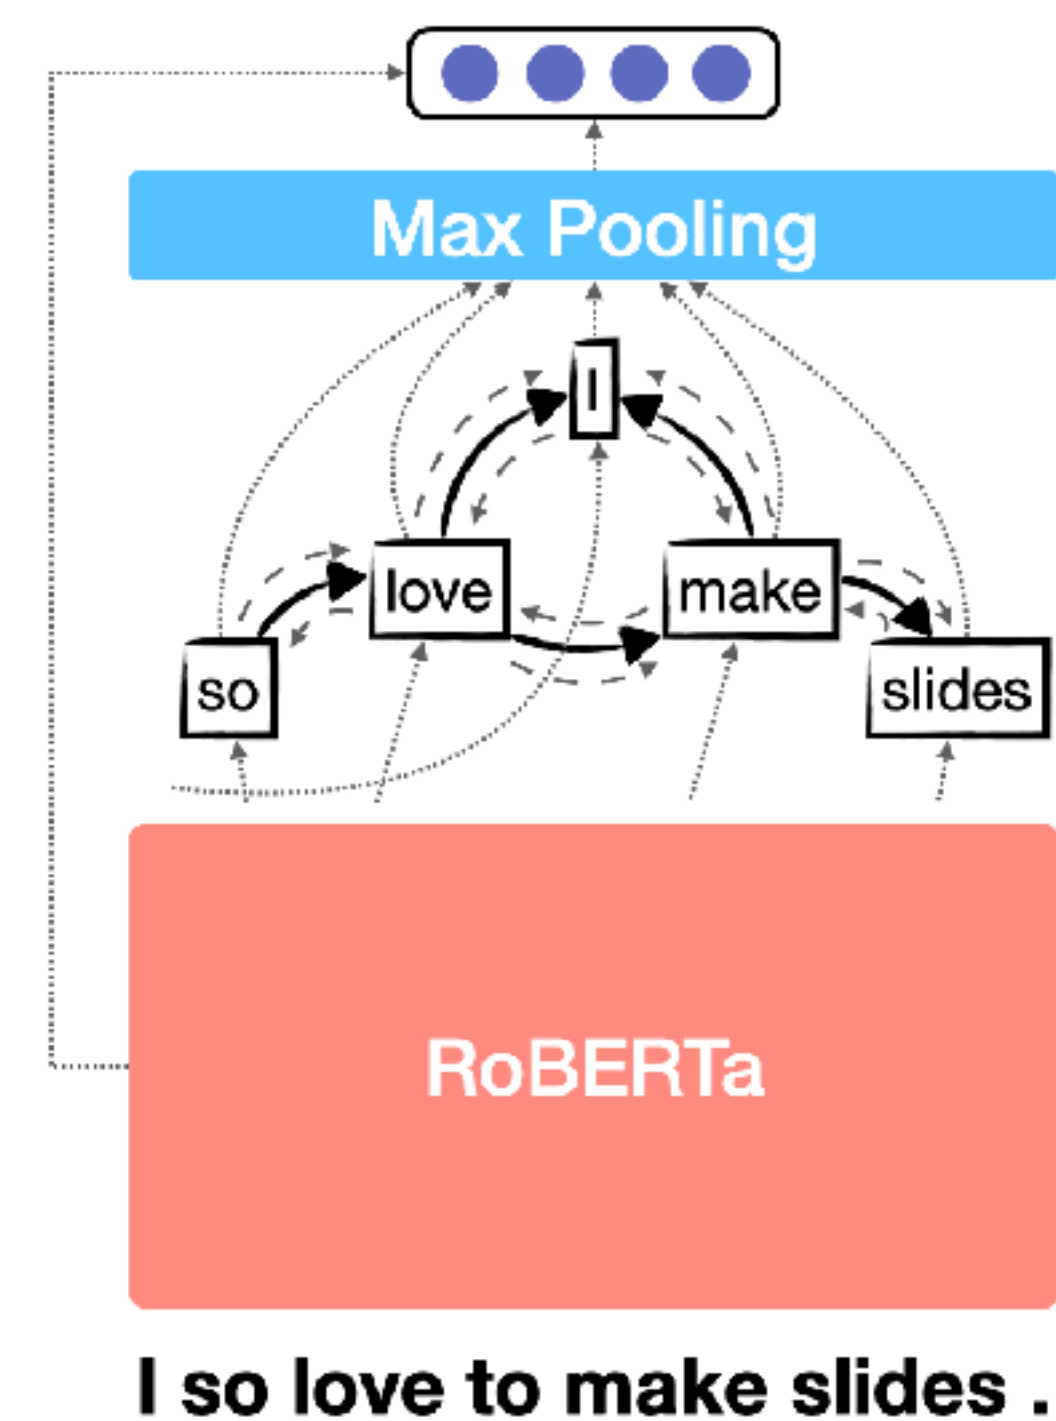 Max Pooling
I
love make
so slides
RoBERTa
I so love to make slides .